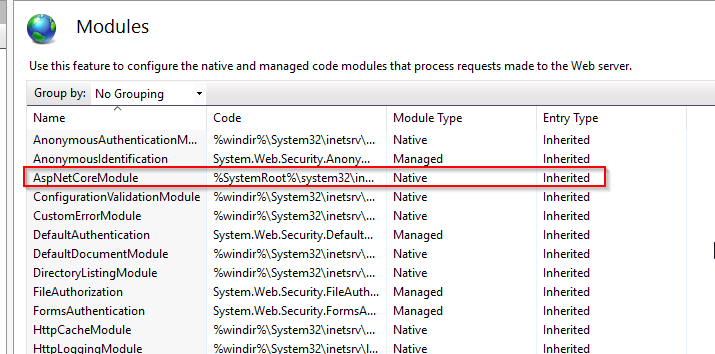 Modules
Use this feature to configure the native and managed code modules that process requests made to the Web server.
Group by: No Grouping
Name Code Module Type Entry Type
AnonymousAuthenticationM... %windir%\System32\inetsrv\... Native Inherited
AnonymousIdentification System.Web.Security.Anony... Managed Inherited
AspNetCoreModule %SystemRoot%\system32\in... Native Inherited
ConfigurationValidationModule %windir%\System32\inetsrv\... Native Inherited
CustomErrorModule %windir%\System32\inetsrv\... Native Inherited
DefaultAuthentication System.Web.Security.Default... Managed Inherited
DefaultDocumentModule %windir%\System32\inetsrv\... Native Inherited
DirectoryListingModule %windir%\System32\inetsrv\... Native Inherited
FileAuthorization System.Web.Security.FileAuth... Managed Inherited
FormsAuthentication System.Web.Security.FormsA... Managed Inherited
HttpCacheModule %windir%\System32\inetsrv\... Native Inherited
HttpLoggingModule %windir%\System32\inetsrv\l... Native Inherited